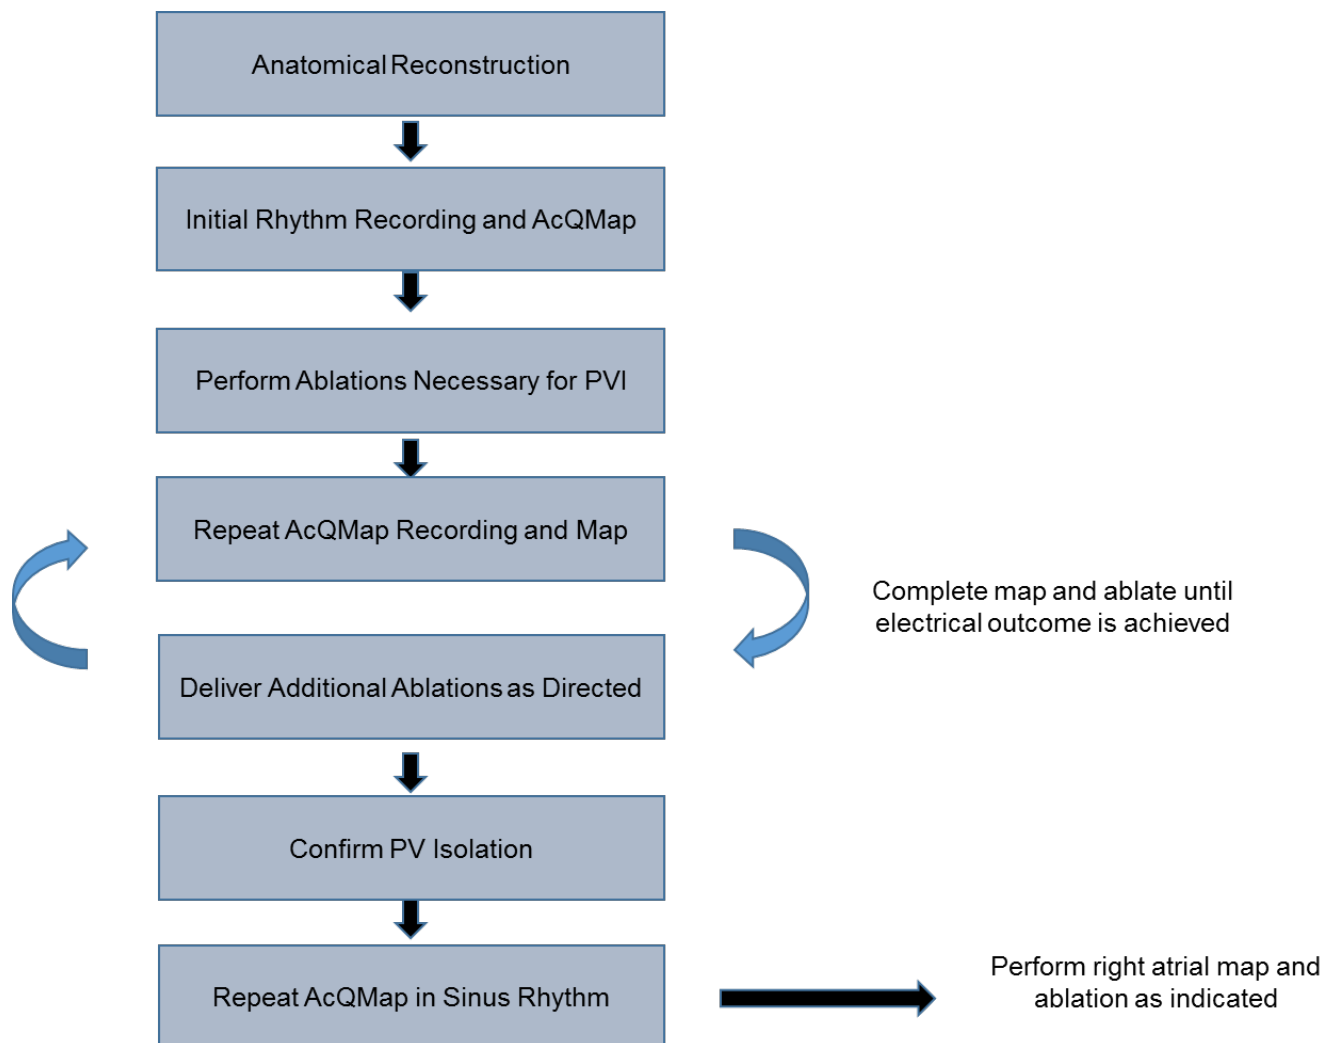 Anatomical Reconstruction
Initial Rhythm Recording and AcQMap
Perform Ablations Necessary for PVI
Repeat AcQMap Recording and Map
Complete map and ablate until
electrical outcome is achieved
Deliver Additional Ablations as Directed
Confirm PV Isolation
Repeat AcQMap in Sinus Rhythm
Perform right atrial map and
ablation as indicated